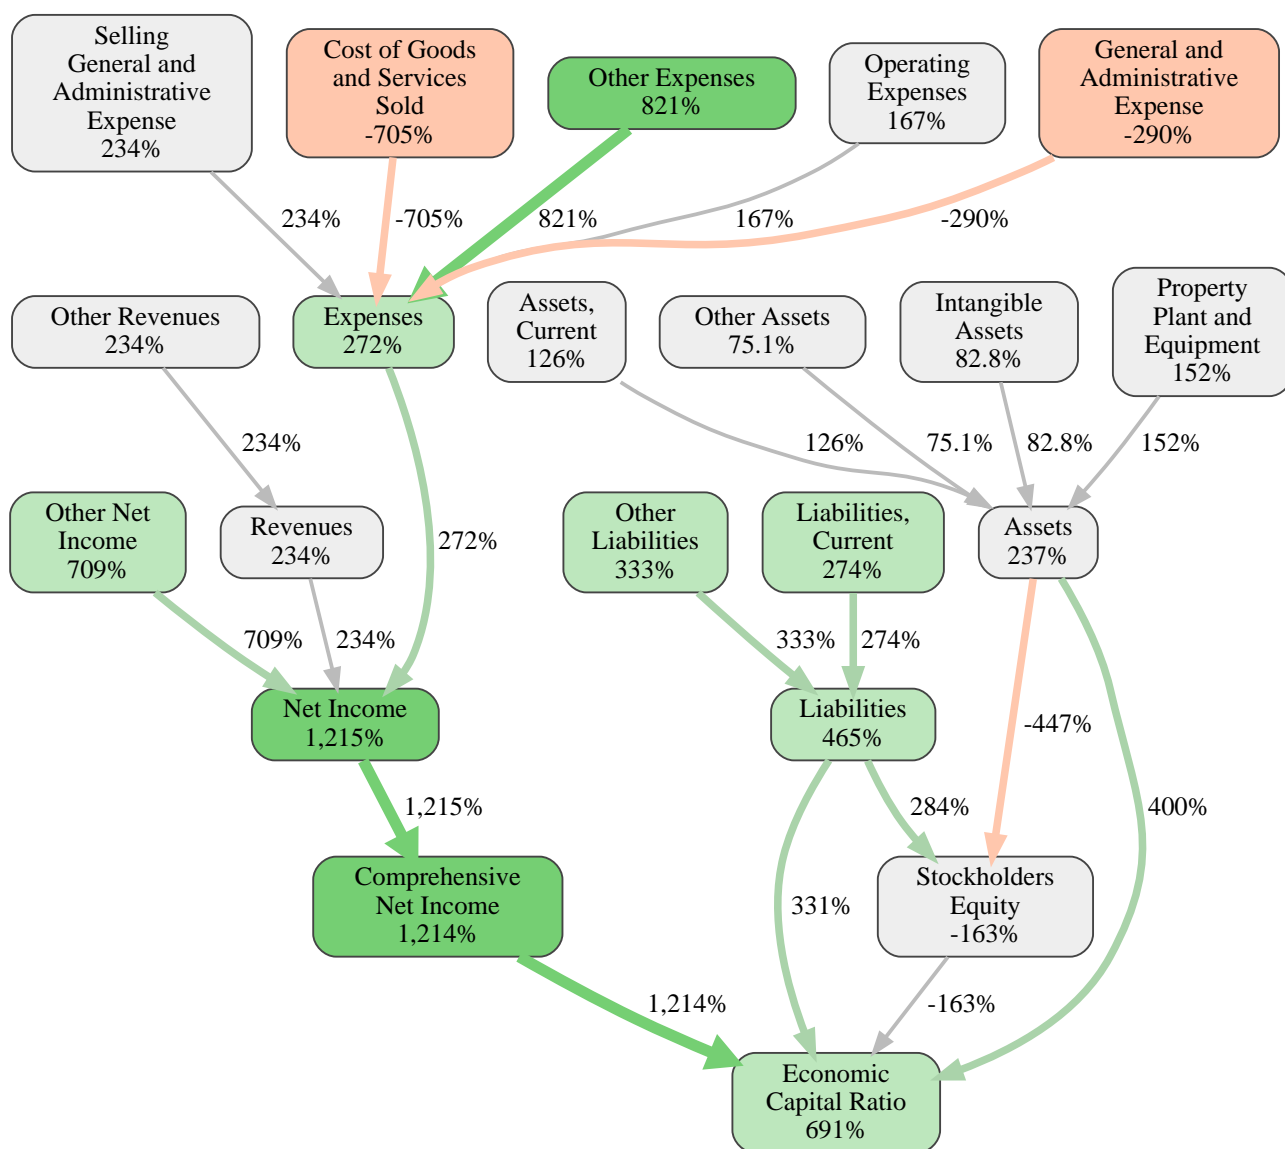 Selling
General and
Administrative
Expense
234%
Cost of Goods
and Services
Sold
-705%
Other Expenses
821%
Operating
Expenses
167%
General and
Administrative
Expense
-290%
234%
-705%
821%
167%
-290%
Other Revenues
234%
Expenses
272%
Assets,
Current
126%
Other Assets
75.1%
Intangible
Assets
82.8%
Property
Plant and
Equipment
152%
234%
126%
75.1%
82.8%
152%
Other Net
Income
709%
Revenues
234%
272%
Other
Liabilities
333%
Liabilities,
Current
274%
Assets
237%
709%
234%
333%
274%
Net Income
1,215%
Liabilities
465%
-447%
1,215%
284%
400%
Comprehensive
Net Income
1,214%
331%
Stockholders
Equity
-163%
1,214%
-163%
Economic
Capital Ratio
691%